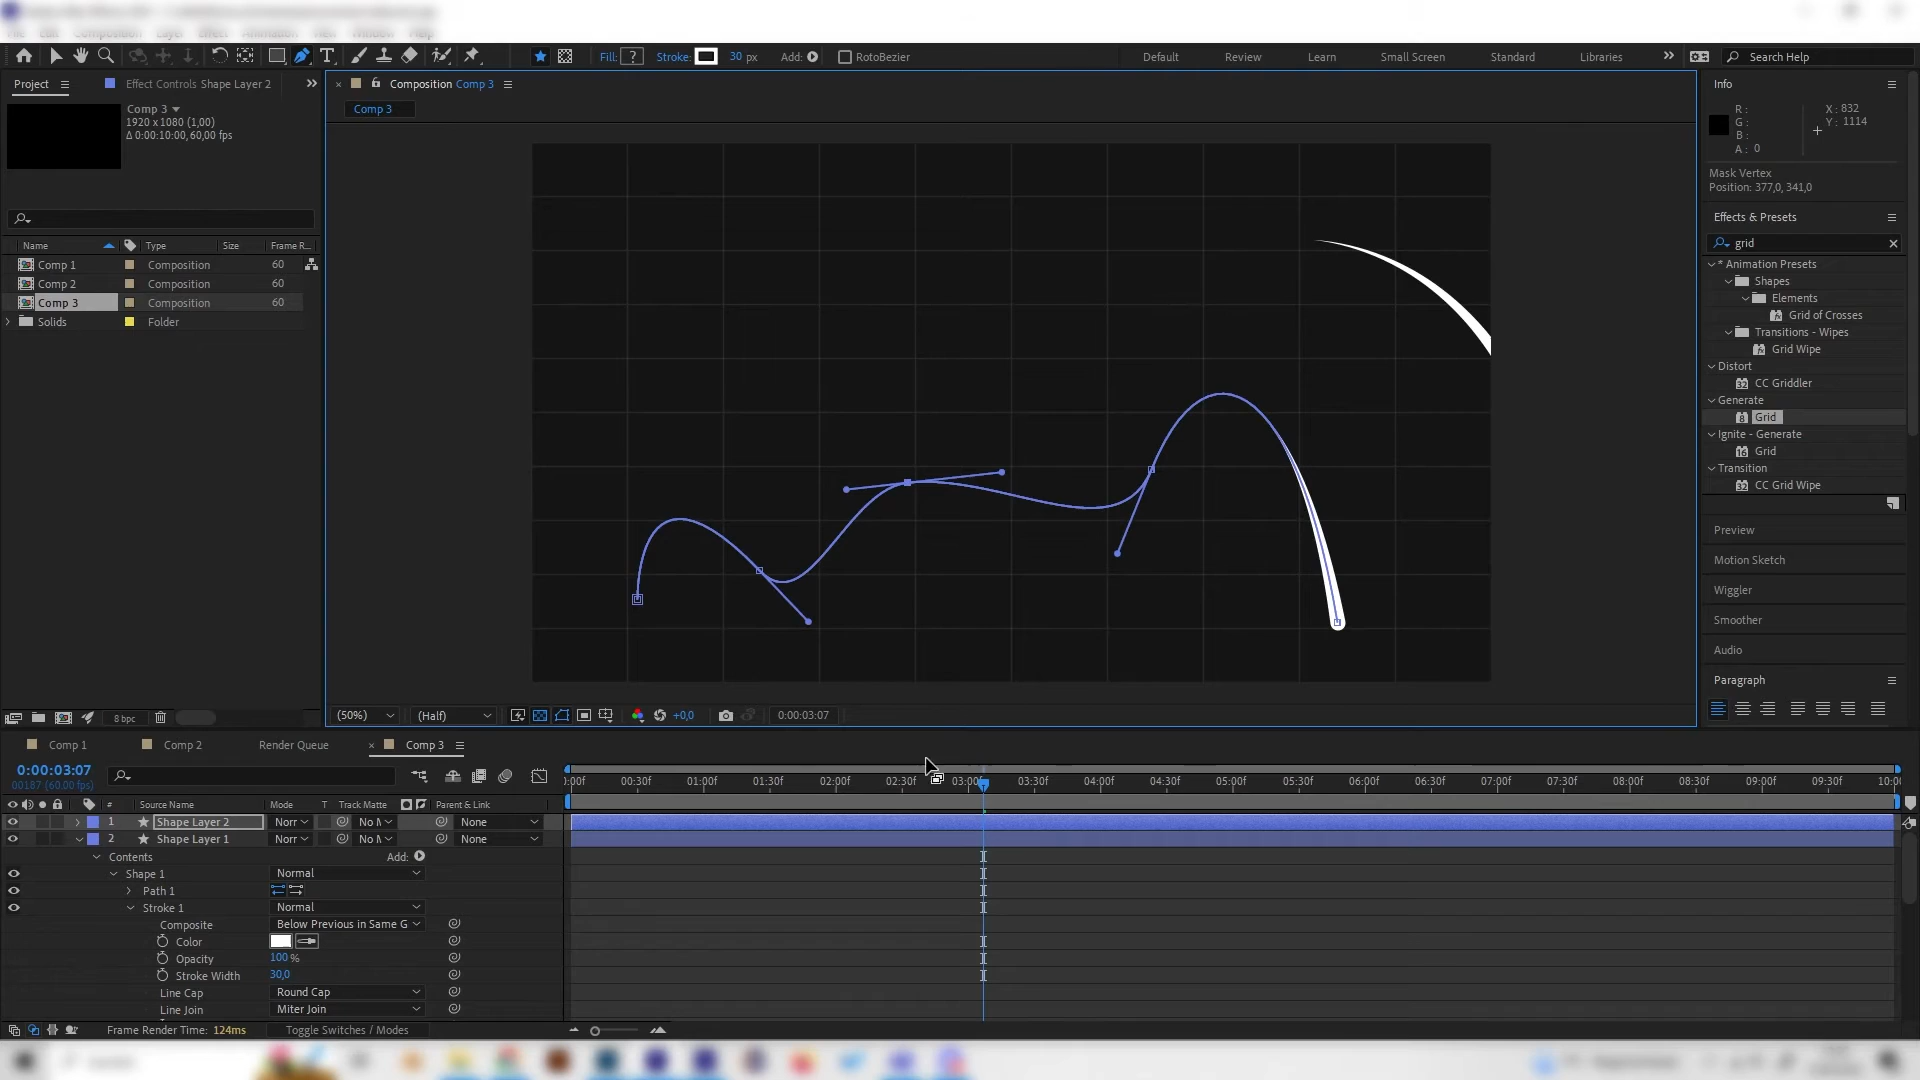 Fill: ? Stroke: 30 px Add: RotoBezier Default Review Learn Small Screen Standard Libraries Search Help
Project Effect Controls Shape Layer 2
Comp 3
1920 x 1080 (1,00)
Δ 0:00:10:00, 60,00 fps
Name Type Size Frame R...
Comp 1 Composition 60
Comp 2 Composition 60
Comp 3 Composition 60
Solids Folder
8 bpc
Composition Comp 3
Comp 3
(50%) (Half) +0,0 0:00:03:07
Info
R: X: 832
G: Y: 1114
B:
A: 0
Mask Vertex
Position: 377,0, 341,0
Effects & Presets
grid
* Animation Presets
Shapes
Elements
Grid of Crosses
Transitions - Wipes
Grid Wipe
Distort
CC Griddler
Generate
Grid
Ignite - Generate
Grid
Transition
CC Grid Wipe
Preview
Motion Sketch
Wiggler
Smoother
Audio
Paragraph
Comp 1 Comp 2 Render Queue Comp 3
0:00:03:07
00187 (60.00 fps)
:00f 00:30f 01:00f 01:30f 02:00f 02:30f 03:00f 03:30f 04:00f 04:30f 05:00f 05:30f 06:00f 06:30f 07:00f 07:30f 08:00f 08:30f 09:00f 09:30f 10:0
# Source Name Mode T Track Matte Parent & Link
1 Shape Layer 2 Norr No M None
2 Shape Layer 1 Norr No M None
Contents Add:
Shape 1 Normal
Path 1
Stroke 1 Normal
Composite Below Previous in Same G
Color
Opacity 100 %
Stroke Width 30,0
Line Cap Round Cap
Line Join Miter Join
Frame Render Time: 124ms Toggle Switches / Modes